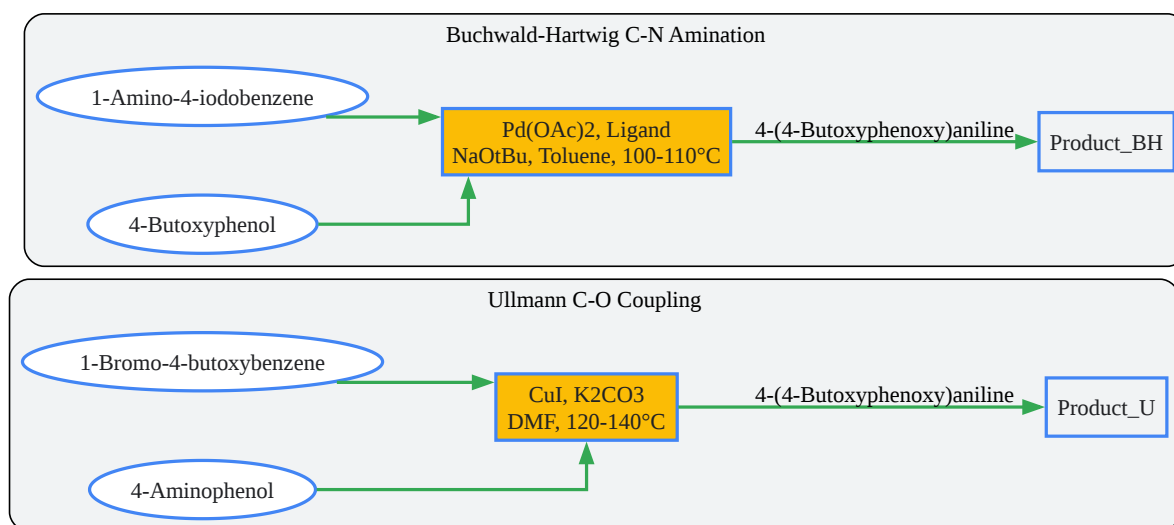 Buchwald-Hartwig C-N Amination
1-Amino-4-iodobenzene
Pd(OAc)2, Ligand
NaOtBu, Toluene, 100-110°C
4-(4-Butoxyphenoxy)aniline
Product_BH
4-Butoxyphenol
Ullmann C-O Coupling
1-Bromo-4-butoxybenzene
CuI, K2CO3
DMF, 120-140°C
4-(4-Butoxyphenoxy)aniline
Product_U
4-Aminophenol